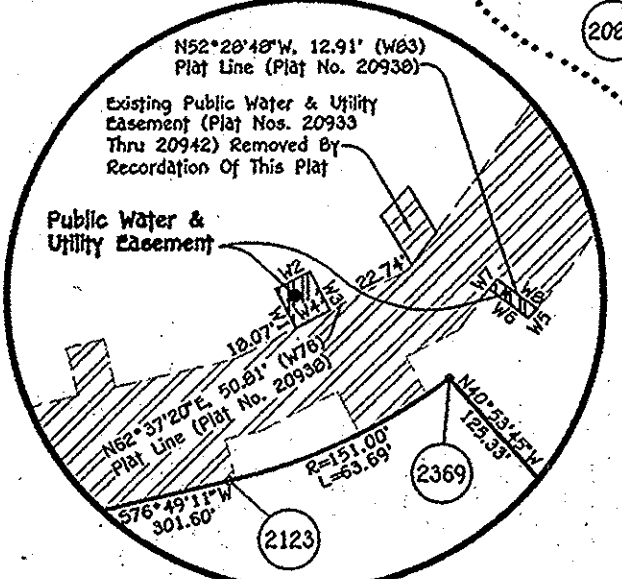 N52°28'48"W, 12.91' (W83)
Plat Line (Plat No. 20938)
208
Existing Public Water & Utility
Easement (Plat Nos. 20933
Thru 20942) Removed By
Recordation Of This Plat
Public Water &
Utility Easement
W2
W1
W3
W4
22.74'
18.07'
W7
W8
W6
W5
N62°37'20"E, 50.81' (W76)
Plat Line (Plat No. 20938)
N40°53'45"W
125.33'
R=151.00'
L=63.69'
2369
S76°49'11"W
301.60'
2123